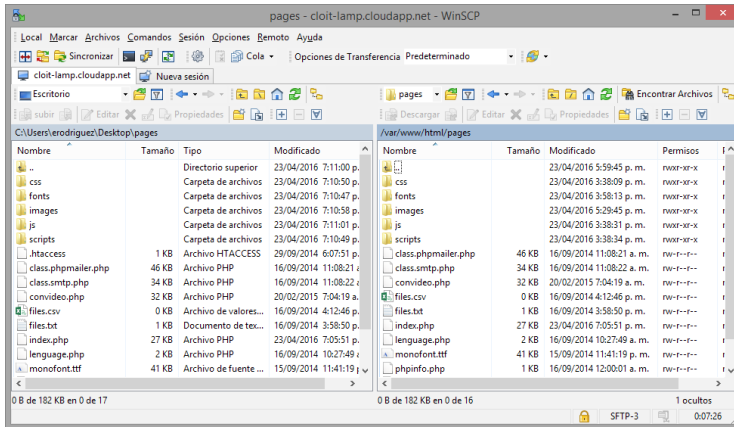 pages - cloit-lamp.cloudapp.net - WinSCP
Local Marcar Archivos Comandos Sesión Opciones Remoto Ayuda
Sincronizar Cola Opciones de Transferencia Predeterminado
cloit-lamp.cloudapp.net Nueva sesión
Escritorio pages Encontrar Archivos
subir Editar Propiedades Descargar Editar Propiedades
C:\Users\erodriguez\Desktop\pages /var/www/html/pages
Nombre Tamaño Tipo Modificado Nombre Tamaño Modificado Permisos
.. Directorio superior 23/04/2016 7:11:00 p. .. 23/04/2016 5:59:45 p. m. rwxr-xr-x
css Carpeta de archivos 23/04/2016 7:10:50 p. css 23/04/2016 3:38:09 p. m. rwxr-xr-x
fonts Carpeta de archivos 23/04/2016 7:10:47 p. fonts 23/04/2016 3:58:13 p. m. rwxr-xr-x
images Carpeta de archivos 23/04/2016 7:10:58 p. images 23/04/2016 5:29:45 p. m. rwxr-xr-x
js Carpeta de archivos 23/04/2016 7:11:01 p. js 23/04/2016 3:38:31 p. m. rwxr-xr-x
scripts Carpeta de archivos 23/04/2016 7:10:49 p. scripts 23/04/2016 3:38:34 p. m. rwxr-xr-x
.htaccess 1 KB Archivo HTACCESS 29/09/2014 6:07:51 p. class.phpmailer.php 46 KB 16/09/2014 11:08:21 a. m. rw-r--r--
class.phpmailer.php 46 KB Archivo PHP 16/09/2014 11:08:21 class.smtp.php 34 KB 16/09/2014 11:08:22 a. m. rw-r--r--
class.smtp.php 34 KB Archivo PHP 16/09/2014 11:08:22 convideo.php 32 KB 20/02/2015 7:04:19 a. m. rw-r--r--
convideo.php 32 KB Archivo PHP 20/02/2015 7:04:19 a. files.csv 0 KB 16/09/2014 4:12:46 p. m. rw-r--r--
files.csv 0 KB Archivo de valores... 16/09/2014 4:12:46 p. files.txt 1 KB 16/09/2014 3:58:50 p. m. rw-r--r--
files.txt 1 KB Documento de tex... 16/09/2014 3:58:50 p. index.php 27 KB 23/04/2016 7:05:51 p. m. rw-r--r--
index.php 27 KB Archivo PHP 23/04/2016 7:05:51 p. lenguage.php 2 KB 16/09/2014 10:27:49 a. m. rw-r--r--
lenguage.php 2 KB Archivo PHP 16/09/2014 10:27:49 monofont.ttf 41 KB 15/09/2014 11:41:19 p. m. rw-r--r--
monofont.ttf 41 KB Archivo de fuente ... 15/09/2014 11:41:19 phpinfo.php 1 KB 16/09/2014 12:00:01 a. m. rw-r--r--
0 B de 182 KB en 0 de 17 0 B de 182 KB en 0 de 16 1 ocultos
SFTP-3 0:07:26